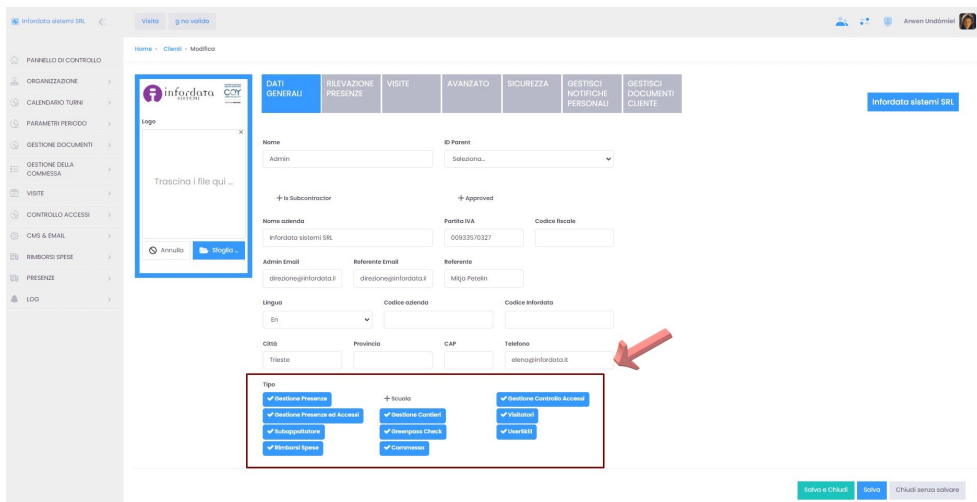 Infordata sistemi SRL
Visita
g no valido
Arwen Undómiel
Home - Clienti - Modifica
PANNELLO DI CONTROLLO
ORGANIZZAZIONE
CALENDARIO TURNI
PARAMETRI PERIODO
GESTIONE DOCUMENTI
GESTIONE DELLA
COMMESSA
VISITE
CONTROLLO ACCESSI
CMS & EMAIL
RIMBORSI SPESE
PRESENZE
LOG
infordata
SISTEMI
Logo
Trascina i file qui ...
Annulla
Sfoglia ...
DATI
GENERALI
RILEVAZIONE
PRESENZE
VISITE
AVANZATO
SICUREZZA
GESTISCI
NOTIFICHE
PERSONALI
GESTISCI
DOCUMENTI
CLIENTE
Infordata sistemi SRL
Nome
ID Parent
Admin
Seleziona...
Is Subcontractor
Approved
Nome azienda
Partita IVA
Codice fiscale
Infordata sistemi SRL
00933570327
Admin Email
Referente Email
Referente
direzione@infordata.it
direzione@infordata.it
Mitja Petelin
Lingua
Codice azienda
Codice Infordata
En
Città
Provincia
CAP
Telefono
Trieste
elena@infordata.it
Tipo
Gestione Presenze
Scuola
Gestione Controllo Accessi
Gestione Presenze ed Accessi
Gestione Cantieri
Visitatori
Subappaltatore
Greenpass Check
UserSkill
Rimborsi Spese
Commessa
Salva e Chiudi
Salva
Chiudi senza salvare